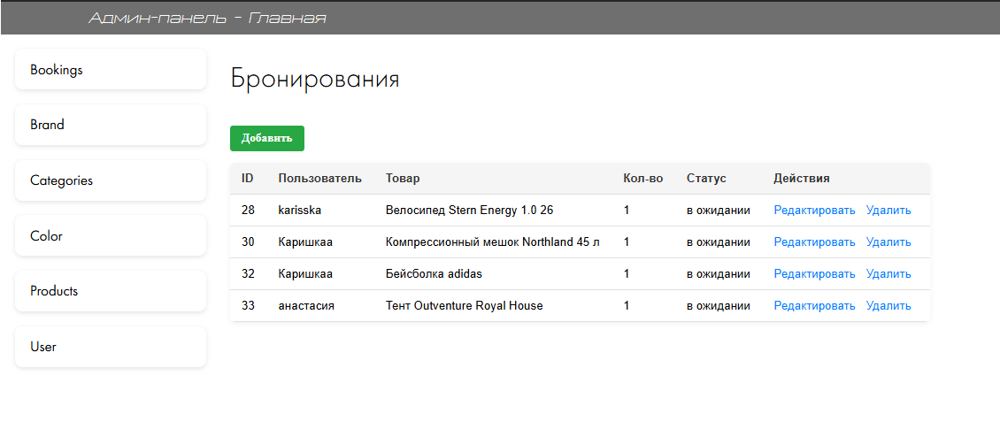 Админ-панель - Главная
Bookings
Brand
Categories
Color
Products
User
Бронирования
Добавить
ID Пользователь Товар Кол-во Статус Действия
28 karisska Велосипед Stern Energy 1.0 26 1 в ожидании Редактировать Удалить
30 Каришкаа Компрессионный мешок Northland 45 л 1 в ожидании Редактировать Удалить
32 Каришкаа Бейсболка adidas 1 в ожидании Редактировать Удалить
33 анастасия Тент Outventure Royal House 1 в ожидании Редактировать Удалить